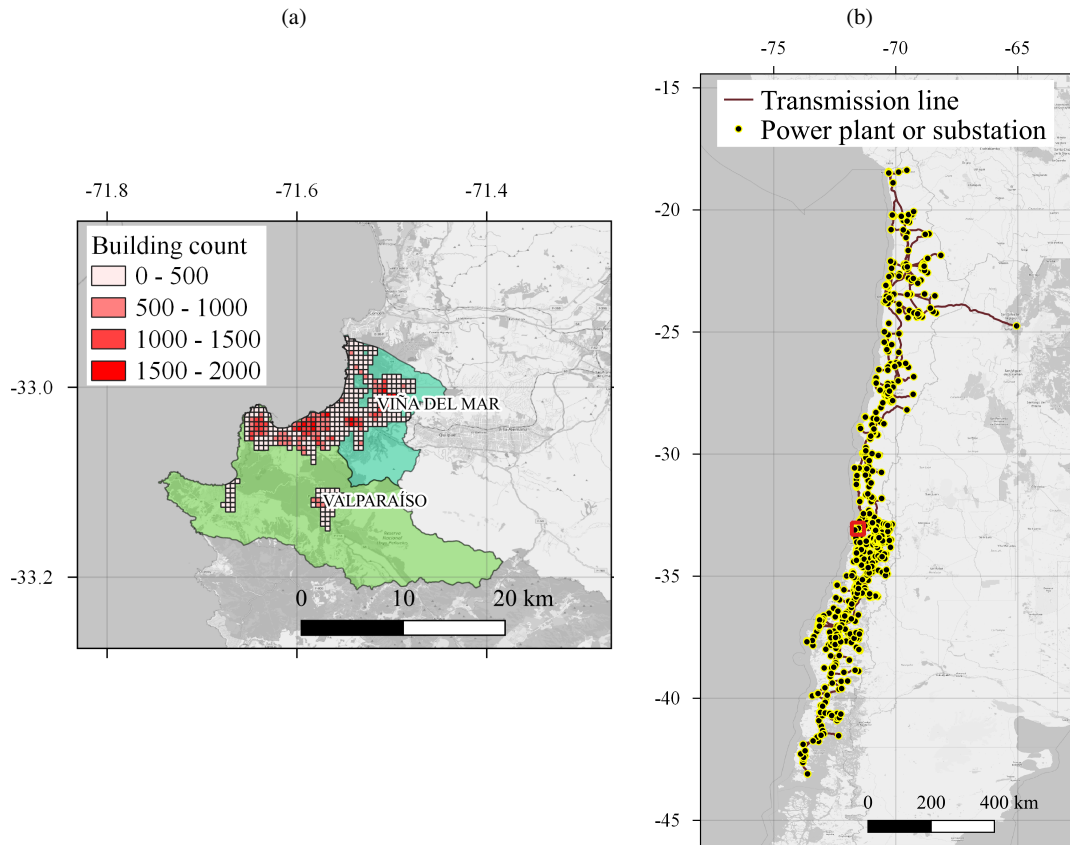 (a)
-71.8
-71.6
-71.4
Building count
0 - 500
500 - 1000
1000 - 1500
1500 - 2000
-33.0
-33.2
VIÑA DEL MAR
VALPARAÍSO
0 10 20 km
(b)
-75
-70
-65
Transmission line
Power plant or substation
-15
-20
-25
-30
-35
-40
-45
0 200 400 km